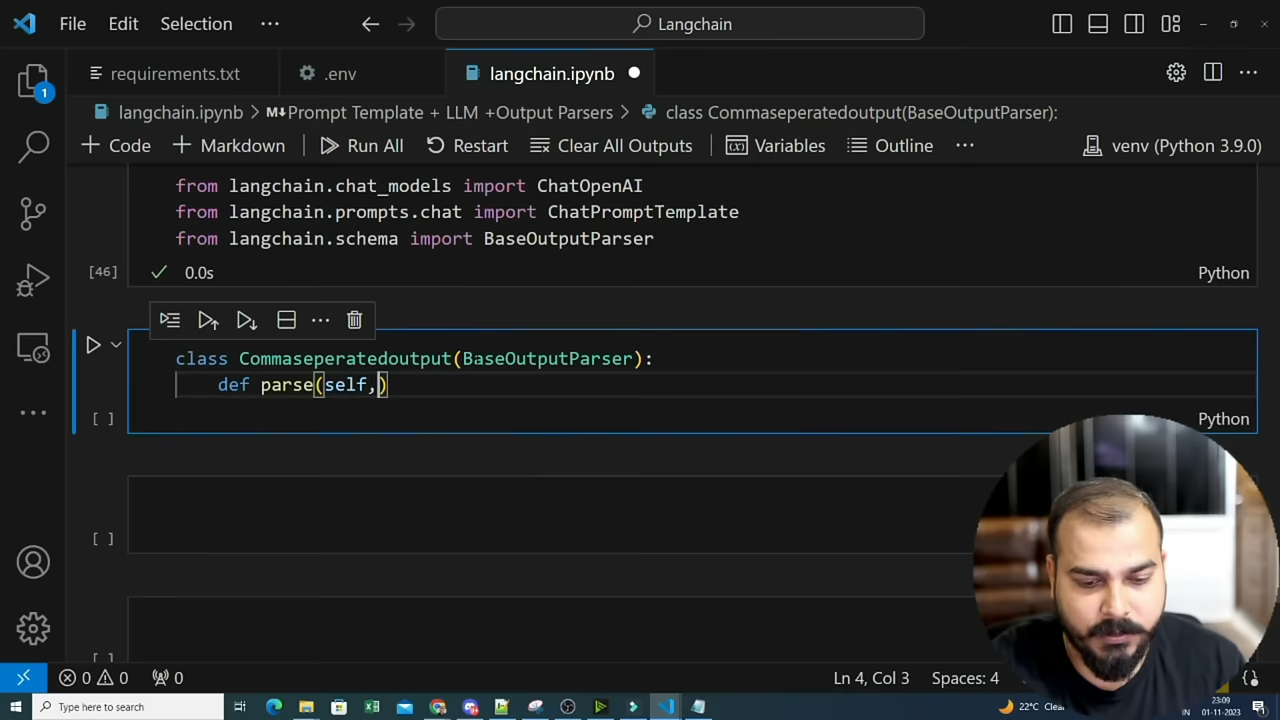 File Edit Selection ··· Langchain
requirements.txt .env langchain.ipynb
langchain.ipynb > M↓Prompt Template + LLM +Output Parsers > class Commaseperatedoutput(BaseOutputParser):
+ Code + Markdown Run All Restart Clear All Outputs Variables Outline ··· venv (Python 3.9.0)
1
from langchain.chat_models import ChatOpenAI
from langchain.prompts.chat import ChatPromptTemplate
from langchain.schema import BaseOutputParser
[46] 0.0s Python
class Commaseperatedoutput(BaseOutputParser):
def parse(self,)
[ ] Python
[ ]
[ ]
0 0 0 Ln 4, Col 3 Spaces: 4
Type here to search 22°C Clear IN 23:09
01-11-2023